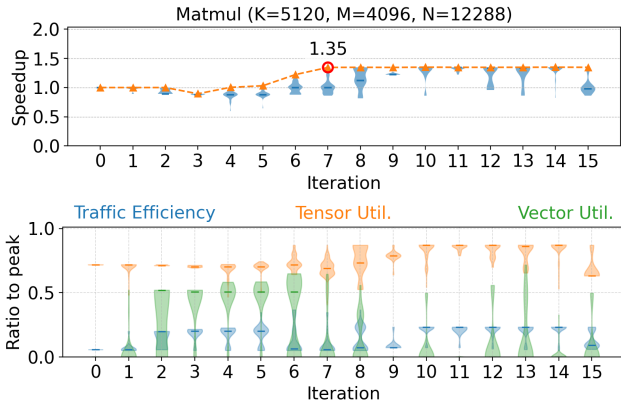 Matmul (K=5120, M=4096, N=12288)
Speedup
2.0
1.5
1.0
0.5
0.0
1.35
0 1 2 3 4 5 6 7 8 9 10 11 12 13 14 15
Iteration
Traffic Efficiency Tensor Util. Vector Util.
Ratio to peak
1.0
0.5
0.0
0 1 2 3 4 5 6 7 8 9 10 11 12 13 14 15
Iteration